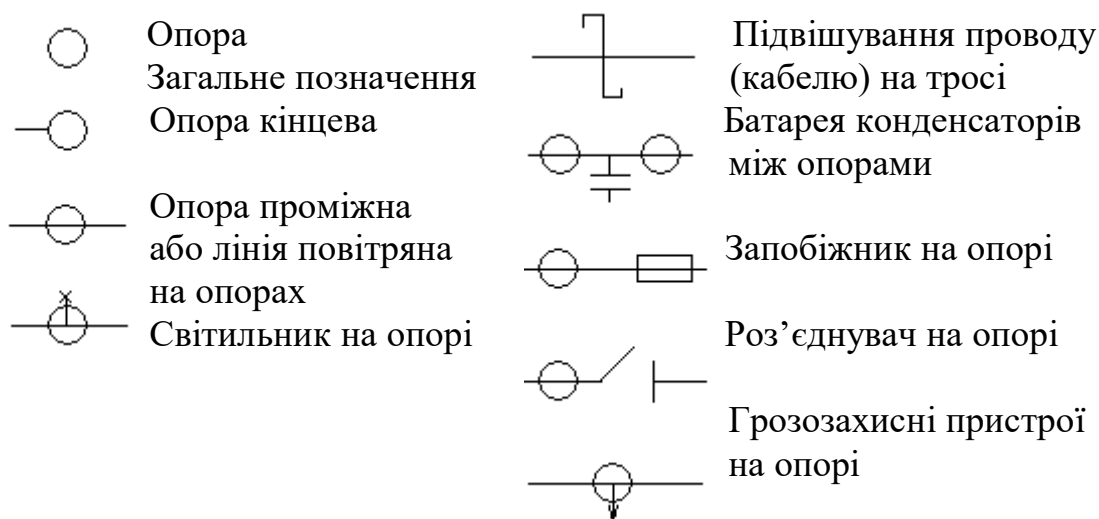 Опора
Загальне позначення
Опора кінцева
Опора проміжна
або лінія повітряна
на опорах
Світильник на опорі
Підвішування проводу
(кабелю) на тросі
Батарея конденсаторів
між опорами
Запобіжник на опорі
Роз’єднувач на опорі
Грозозахисні пристрої
на опорі